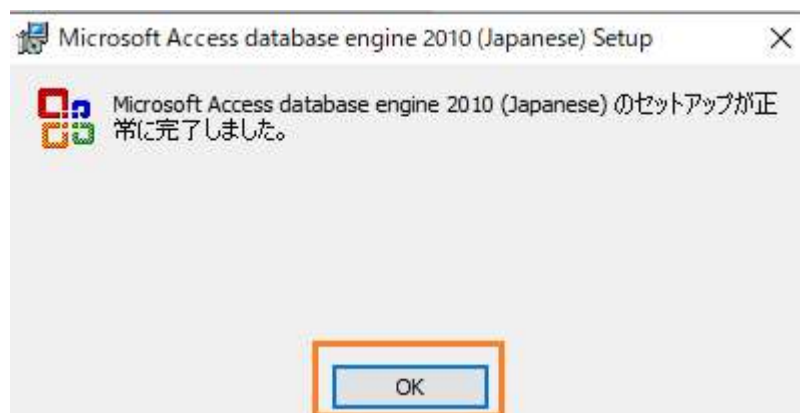 Microsoft Access database engine 2010 (Japanese) Setup
Microsoft Access database engine 2010 (Japanese) のセットアップが正
常に完了しました。
OK